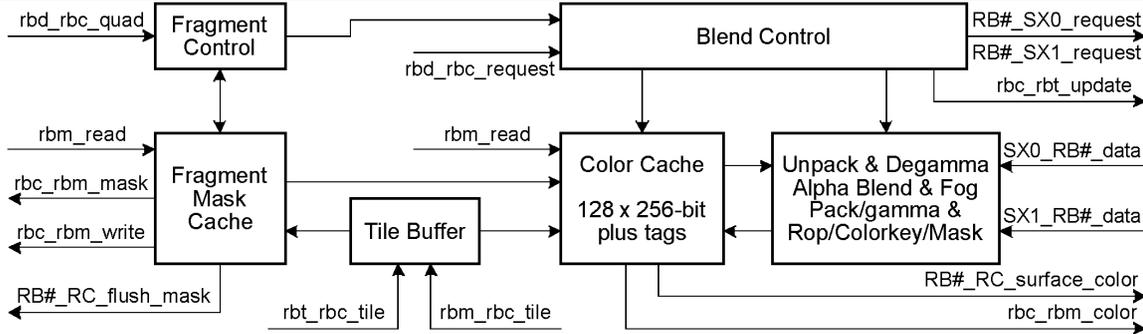 rbd_rbc_quad
Fragment
Control
Blend Control
RB#_SX0_request
RB#_SX1_request
rbd_rbc_request
rbc_rbt_update
rbm_read
rbc_rbm_mask
rbc_rbm_write
RB#_RC_flush_mask
Fragment
Mask
Cache
Tile Buffer
rbt_rbc_tile
rbm_rbc_tile
rbm_read
Color Cache
128 x 256-bit
plus tags
Unpack & Degamma
Alpha Blend & Fog
Pack/gamma &
Rop/Colorkey/Mask
SX0_RB#_data
SX1_RB#_data
RB#_RC_surface_color
rbc_rbm_color